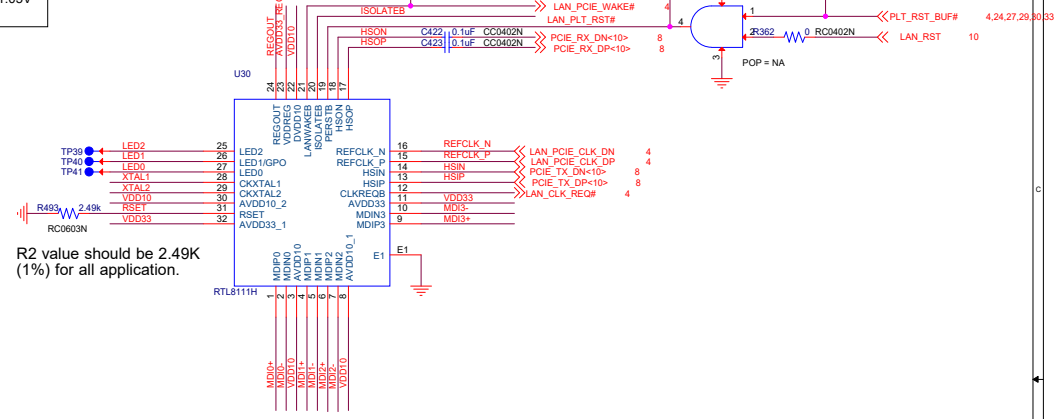 1.05V
REGOUT
AVDD33_REG
VDD10
ISOLATEB
LAN_PCIE_WAKE# 4
LAN_PLT_RST#
HSON C422 0.1uF CC0402N PCIE_RX_DN<10> 8
HSOP C423 0.1uF CC0402N PCIE_RX_DP<10> 8
4 1 PLT_RST_BUF# 4,24,27,29,30,33
2 R362 0 RC0402N LAN_RST 10
3
POP = NA
U30
24 23 22 21 20 19 18 17
REGOUT
VDDREG
DVDD10
LANWAKEB
ISOLATEB
PERSTB
HSON
HSOP
TP39 LED2 25 LED2
TP40 LED1 26 LED1/GPO
TP41 LED0 27 LED0
XTAL1 28 CKXTAL1
XTAL2 29 CKXTAL2
VDD10 30 AVDD10_2
R493 2.49k RSET 31 RSET
VDD33 32 AVDD33_1
RC0603N
REFCLK_N 16 REFCLK_N LAN_PCIE_CLK_DN 4
REFCLK_P 15 REFCLK_P LAN_PCIE_CLK_DP 4
HSIN 14 HSIN PCIE_TX_DN<10> 8
HSIP 13 HSIP PCIE_TX_DP<10> 8
CLKREQB 12 LAN_CLK_REQ# 4
AVDD33 11 VDD33
MDIN3 10 MDI3-
MDIP3 9 MDI3+
E1 E1
R2 value should be 2.49K
(1%) for all application.
MDIP0
MDIN0
AVDD10
MDIP1
MDIN1
MDIP2
MDIN2
AVDD10_1
RTL8111H
1 2 3 4 5 6 7 8
MDI0+
MDI0-
VDD10
MDI1+
MDI1-
MDI2+
MDI2-
VDD10
C